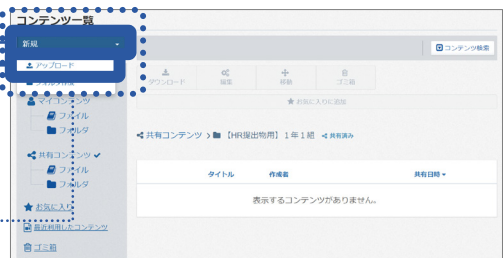 コンテンツ一覧
新規
コンテンツ検索
アップロード
ダウンロード
編集
移動
ゴミ箱
お気に入りに追加
マイコンテンツ
ファイル
フォルダ
共有コンテンツ > 【HR提出物用】1年1組 共有済み
共有コンテンツ
ファイル
フォルダ
タイトル
作成者
共有日時
表示するコンテンツがありません。
お気に入り
最近利用したコンテンツ
ゴミ箱